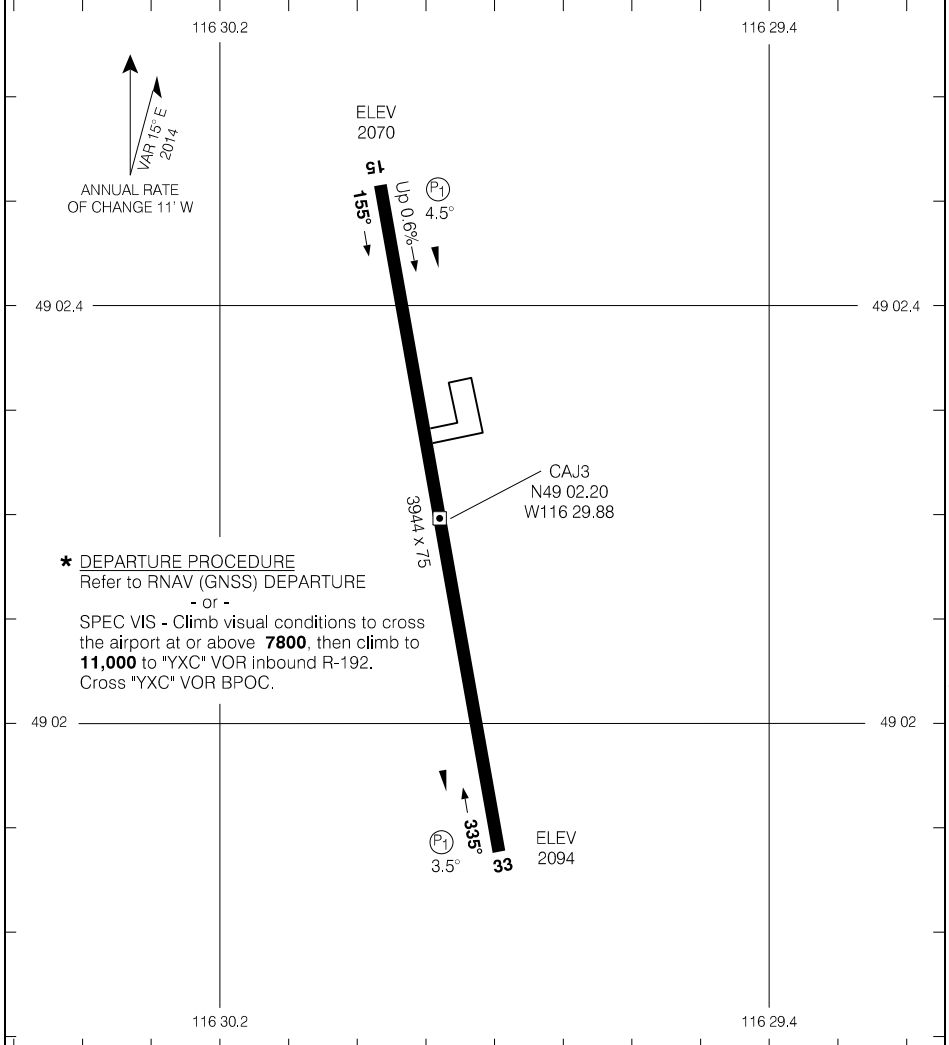 116 30.2
116 29.4
VAR 15° E
2014
ANNUAL RATE
OF CHANGE 11' W
ELEV
2070
15
155°
Up 0.6%
P1
4.5°
49 02.4
49 02.4
CAJ3
N49 02.20
W116 29.88
3944 x 75
* DEPARTURE PROCEDURE
Refer to RNAV (GNSS) DEPARTURE
- or -
SPEC VIS - Climb visual conditions to cross
the airport at or above 7800, then climb to
11,000 to "YXC" VOR inbound R-192.
Cross "YXC" VOR BPOC.
49 02
49 02
P1
3.5°
335°
33
ELEV
2094
116 30.2
116 29.4